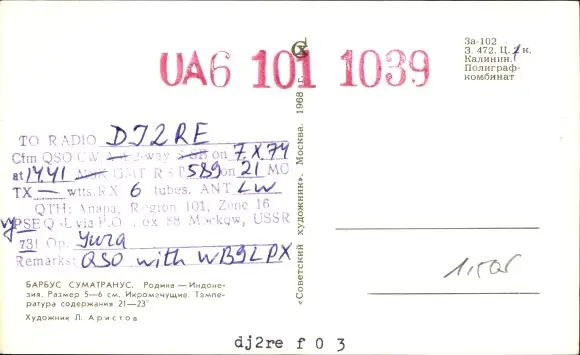 За-102
З. 472. Ц. 1 к.
Калинин.
Полиграф-
комбинат
UA6 101 1039
«Советский художник». Москва. 1968 г.
TO RADIO DJ2RE
Cfm QSO CW, 2-way SSB on 7.X.74
at 1441 MSK GMT RST 589 on 21 MC
TX — wtts. RX 6 tubes. ANT LW
QTH: Anapa, Region 101, Zone 16
PSE QSL via P.O. Box 88 Moskow, USSR
73! Op. Yura
Remarks: QSO with WB9LPX
БАРБУС СУМАТРАНУС. Родина — Индоне-
зия. Размер 5—6 см. Икромечущие. Темпе-
ратура содержания 21—23°
Художник Л. Аристов
dj2re f 0 3